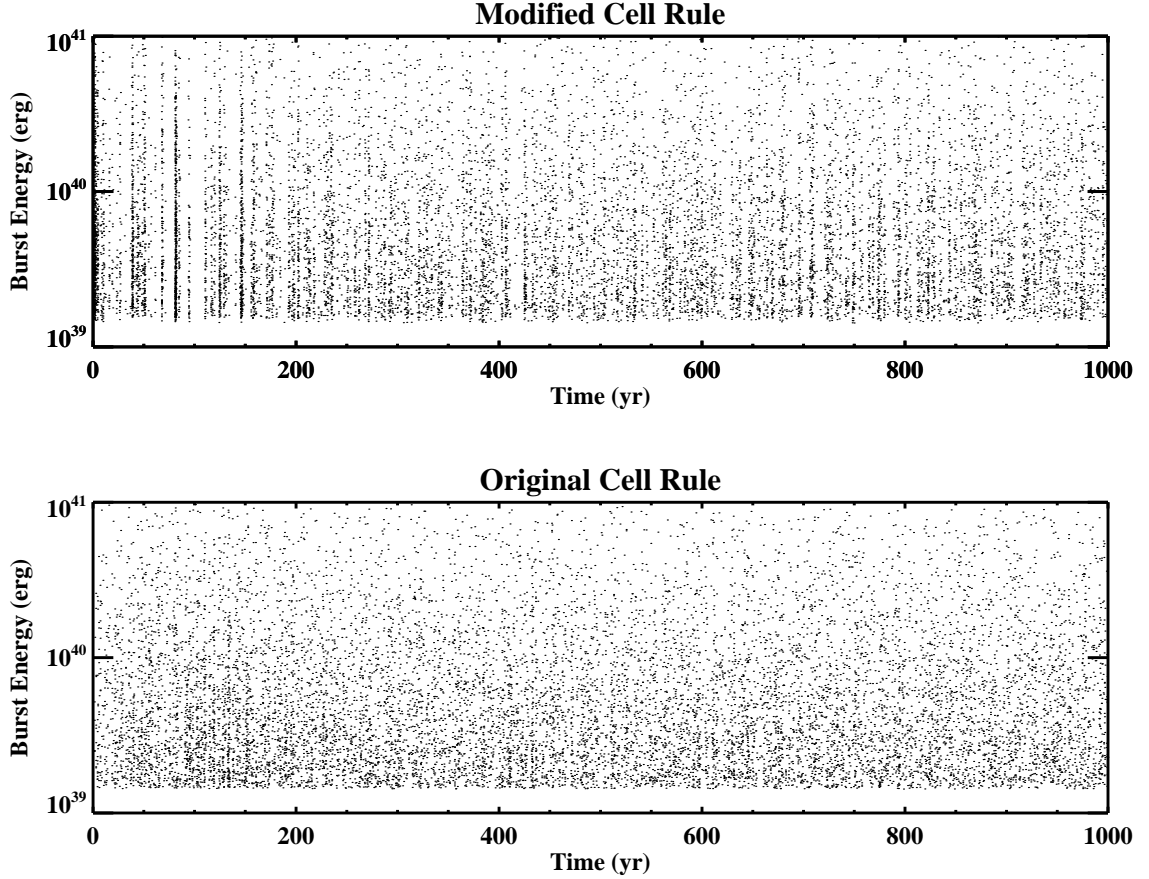 Modified Cell Rule
10^41
10^40
10^39
Burst Energy (erg)
0 200 400 600 800 1000
Time (yr)
Original Cell Rule
10^41
10^40
10^39
Burst Energy (erg)
0 200 400 600 800 1000
Time (yr)